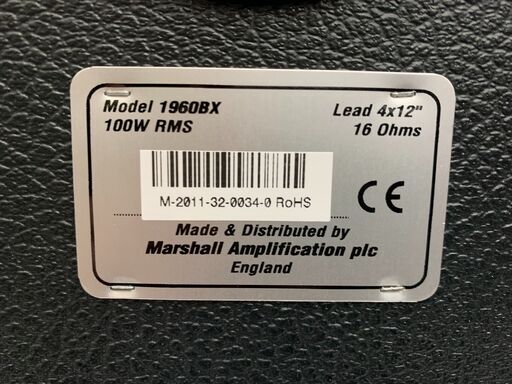 Model 1960BX
100W RMS
Lead 4x12"
16 Ohms
M-2011-32-0034-0 RoHS
CE
Made & Distributed by
Marshall Amplification plc
England